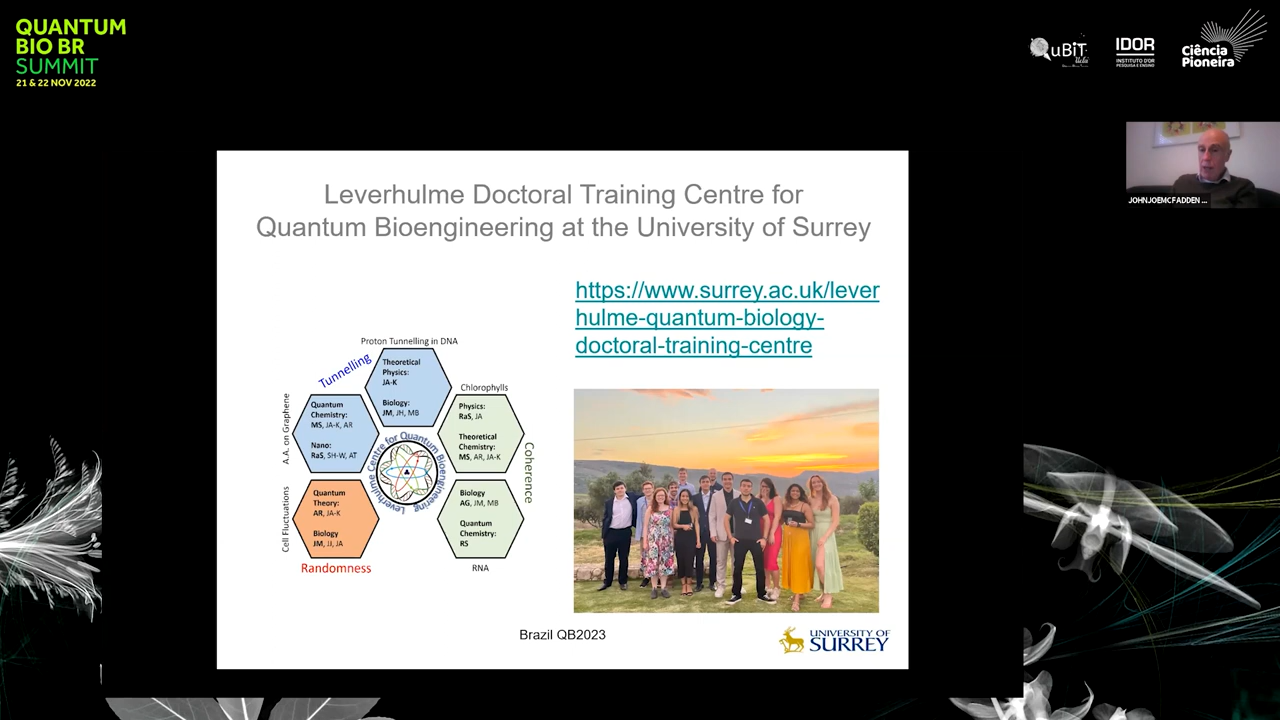 QUANTUM
BIO BR
SUMMIT
21 & 22 NOV 2022
QuBiT
IDOR
INSTITUTO D'OR
PESQUISA E ENSINO
Ciência
Pioneira
JOHNJOEMCFADDEN ...
Leverhulme Doctoral Training Centre for
Quantum Bioengineering at the University of Surrey
https://www.surrey.ac.uk/lever
hulme-quantum-biology-
doctoral-training-centre
Proton Tunnelling in DNA
Tunnelling
Theoretical
Physics:
JA-K
Biology:
JM, JH, MB
Chlorophylls
Physics:
RaS, JA
Theoretical
Chemistry:
MS, AR, JA-K
Coherence
A.A. on Graphene
Quantum
Chemistry:
MS, JA-K, AR
Nano:
RaS, SH-W, AT
Leverhulme Centre for Quantum Bioengineering
Cell Fluctuations
Quantum
Theory:
AR, JA-K
Biology
JM, JI, JA
Randomness
Biology
AG, JM, MB
Quantum
Chemistry:
RS
RNA
Brazil QB2023
UNIVERSITY OF
SURREY